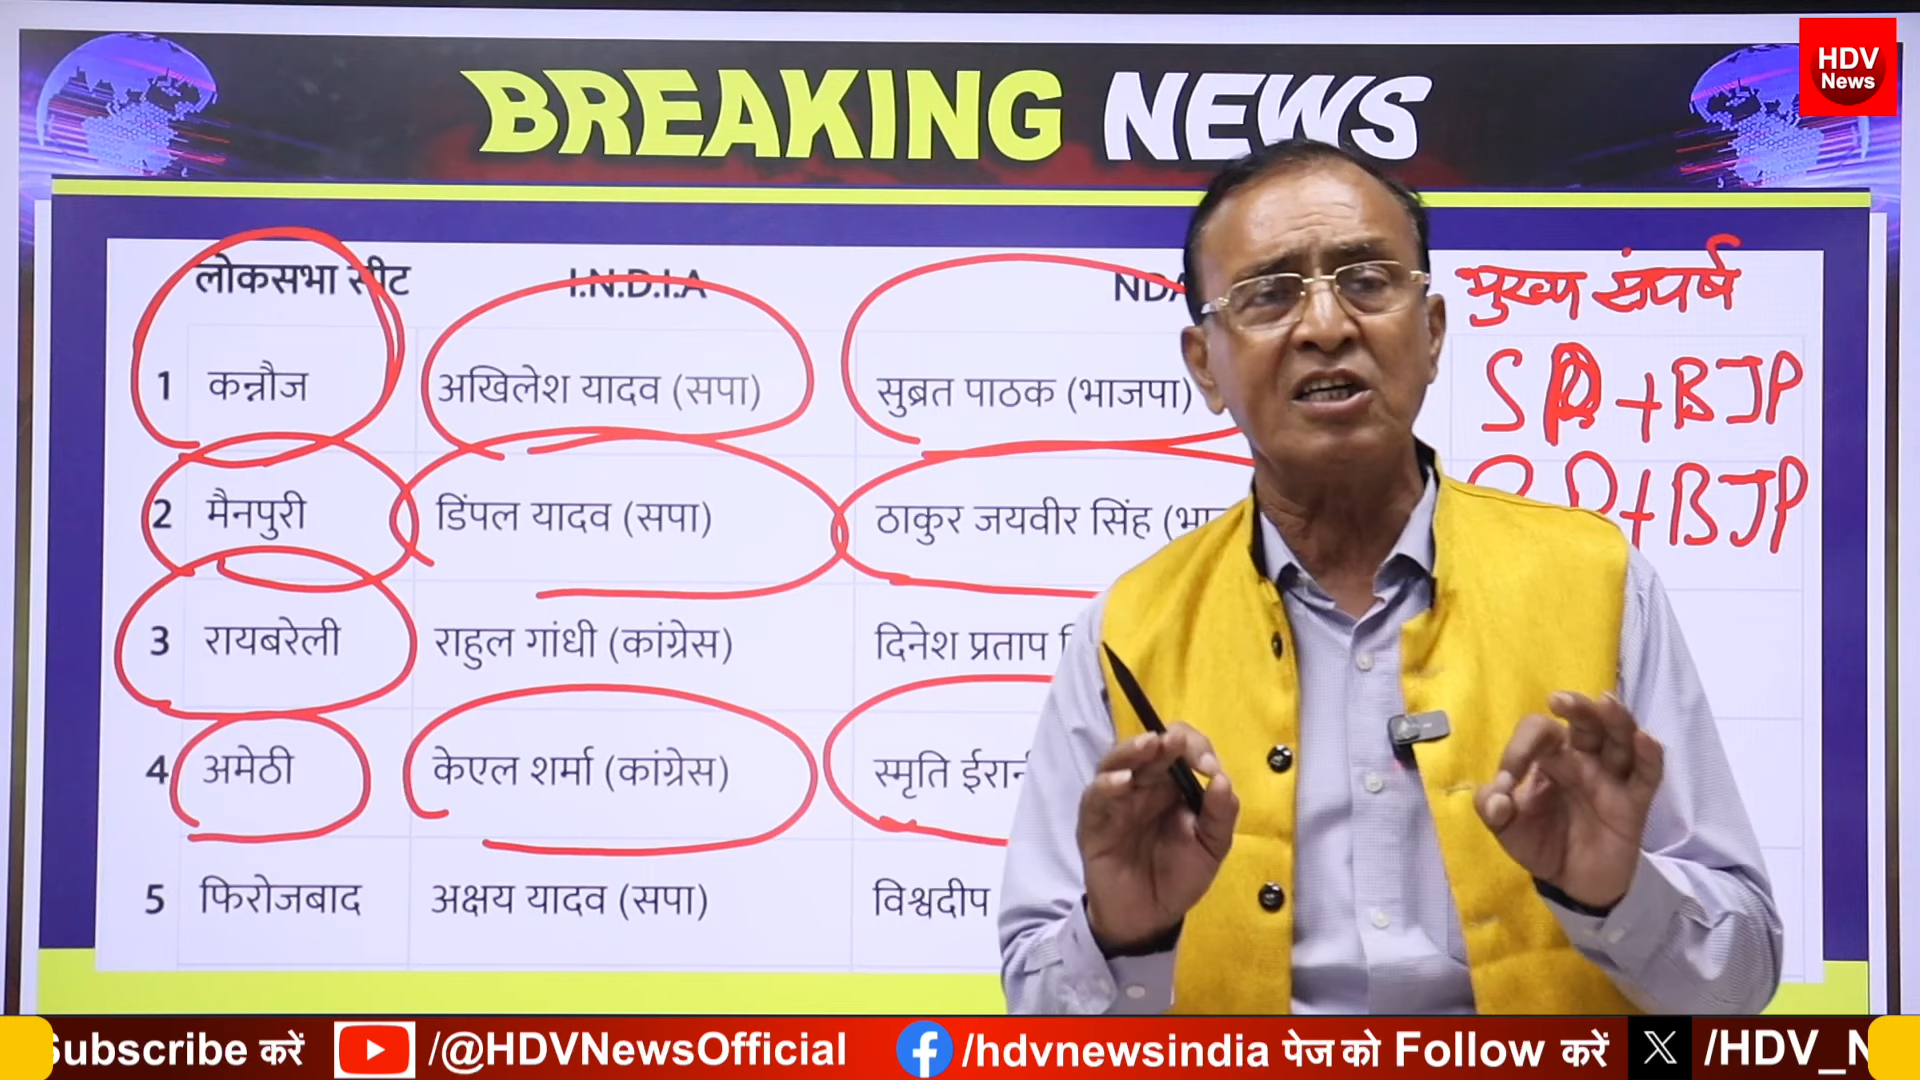 HDV
News
BREAKING NEWS
लोकसभा सीट I.N.D.I.A NDA मुख्य संघर्ष
1 कन्नौज अखिलेश यादव (सपा) सुब्रत पाठक (भाजपा) SP + BJP
2 मैनपुरी डिंपल यादव (सपा) ठाकुर जयवीर सिंह + BJP
3 रायबरेली राहुल गांधी (कांग्रेस) दिनेश प्रताप
4 अमेठी केएल शर्मा (कांग्रेस) स्मृति
5 फिरोजबाद अक्षय यादव (सपा) विश्वदीप
Subscribe करें /@HDVNewsOfficial /hdvnewsindia पेज को Follow करें X /HDV_N